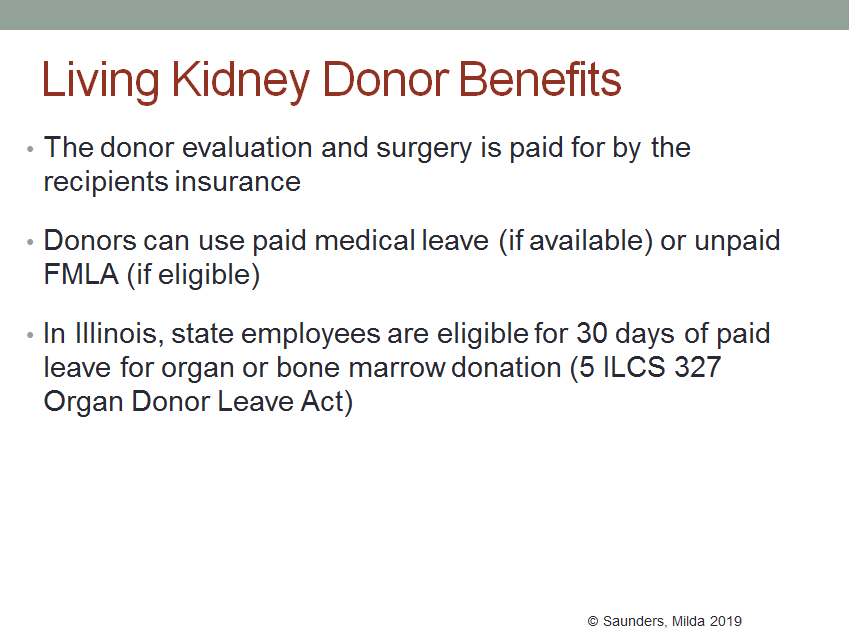 Living Kidney Donor Benefits
• The donor evaluation and surgery is paid for by the
recipients insurance
• Donors can use paid medical leave (if available) or unpaid
FMLA (if eligible)
• In Illinois, state employees are eligible for 30 days of paid
leave for organ or bone marrow donation (5 ILCS 327
Organ Donor Leave Act)
© Saunders, Milda 2019